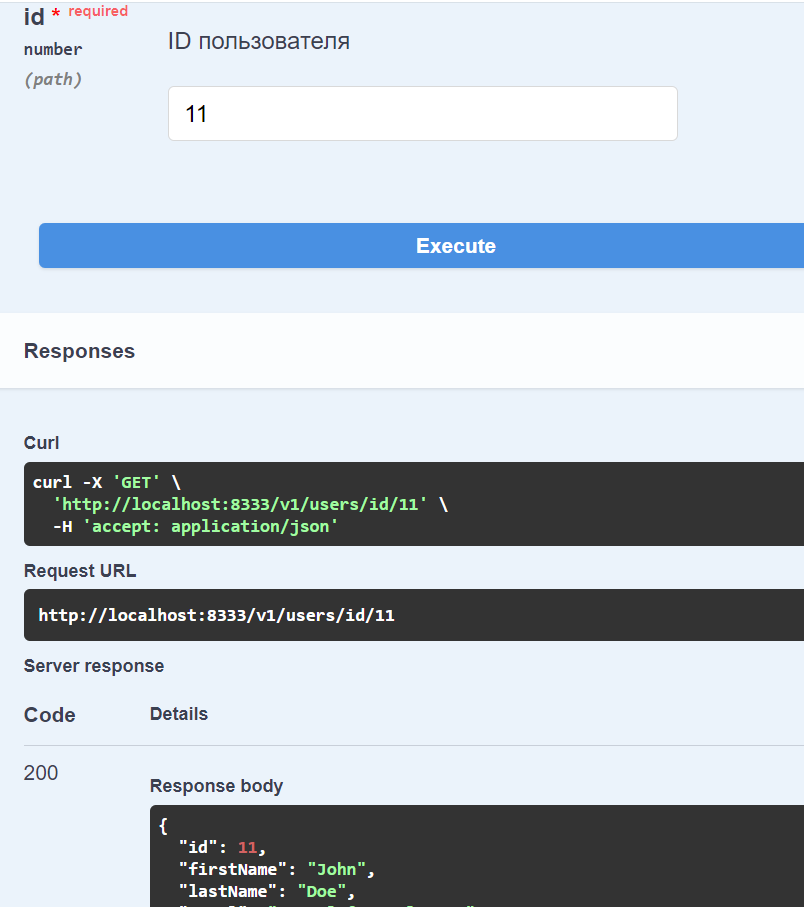 id * required
number
(path)
ID пользователя
11
Execute
Responses
Curl
curl -X 'GET' \
  'http://localhost:8333/v1/users/id/11' \
  -H 'accept: application/json'
Request URL
http://localhost:8333/v1/users/id/11
Server response
Code Details
200
Response body
{
  "id": 11,
  "firstName": "John",
  "lastName": "Doe",